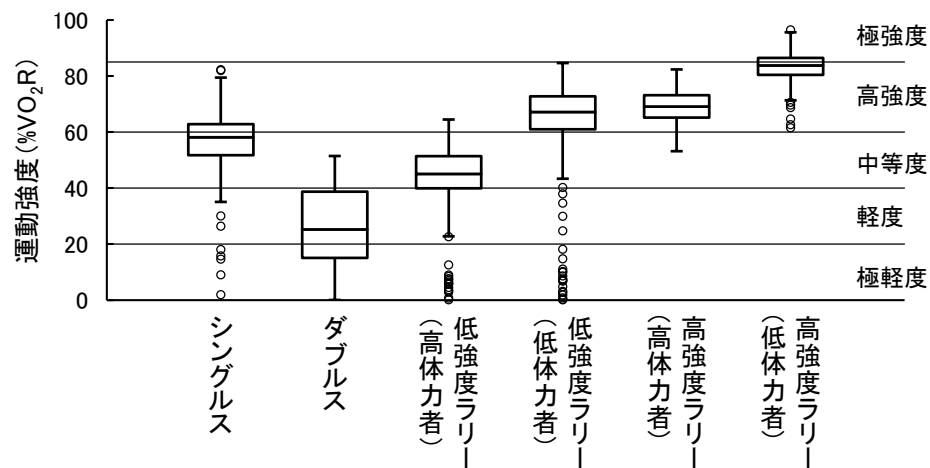 運動強度(%VO₂R)
100
80
60
40
20
0
極強度
高強度
中等度
軽度
極軽度
シングルス
ダブルス
低強度ラリー
(高体力者)
低強度ラリー
(低体力者)
高強度ラリー
(高体力者)
高強度ラリー
(低体力者)